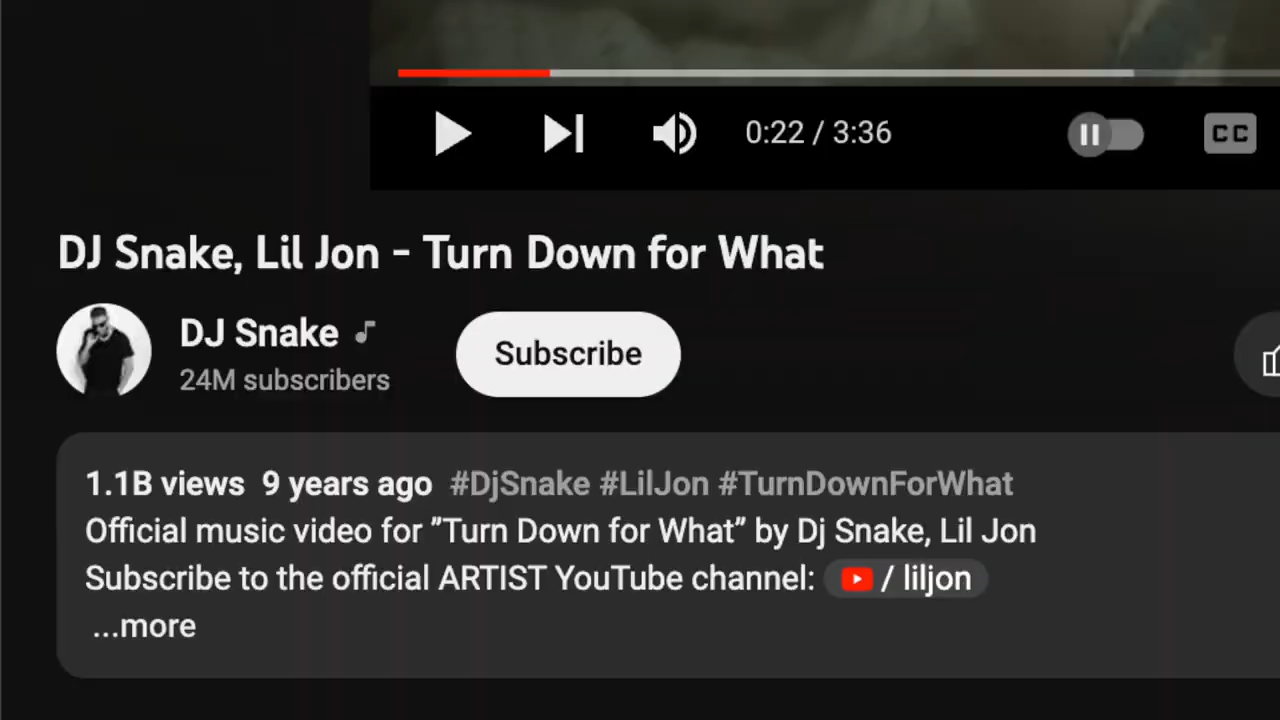 0:22 / 3:36
CC
DJ Snake, Lil Jon - Turn Down for What
DJ Snake
24M subscribers
Subscribe
1.1B views 9 years ago #DjSnake #LilJon #TurnDownForWhat
Official music video for ”Turn Down for What” by Dj Snake, Lil Jon
Subscribe to the official ARTIST YouTube channel: / liljon
...more